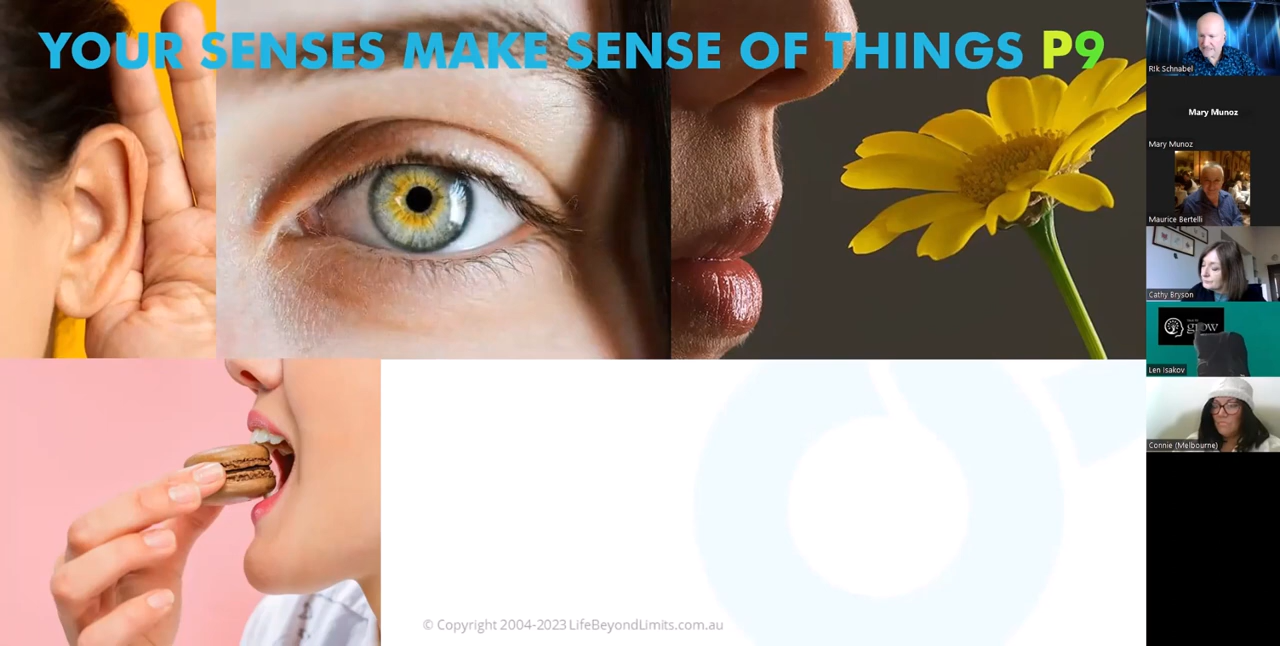 YOUR SENSES MAKE SENSE OF THINGS P9
Rik Schnabel
Mary Munoz
Mary Munoz
Maurice Bertelli
Cathy Bryson
grow
Len Isakov
Connie (Melbourne)
© Copyright 2004-2023 LifeBeyondLimits.com.au